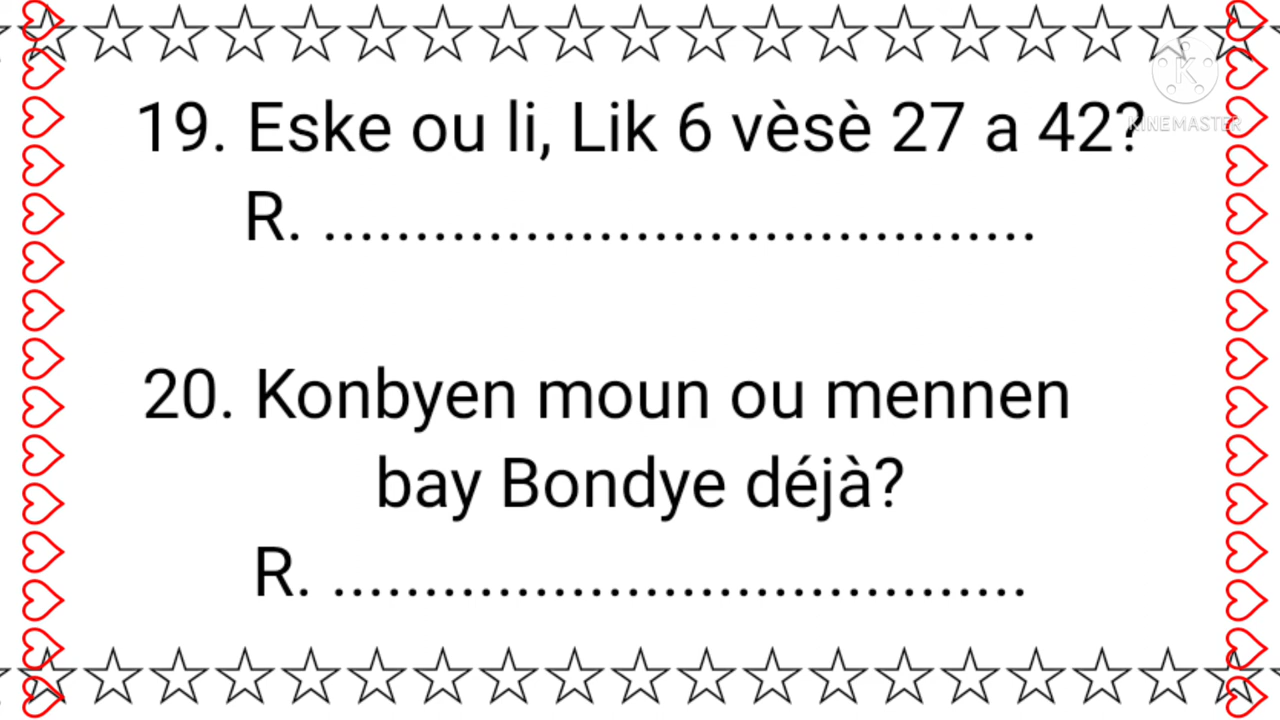 19. Eske ou li, Lik 6 vèsè 27 a 42?
KINEMASTER
R. .......................................
20. Konbyen moun ou mennen
bay Bondye déjà?
R. ......................................